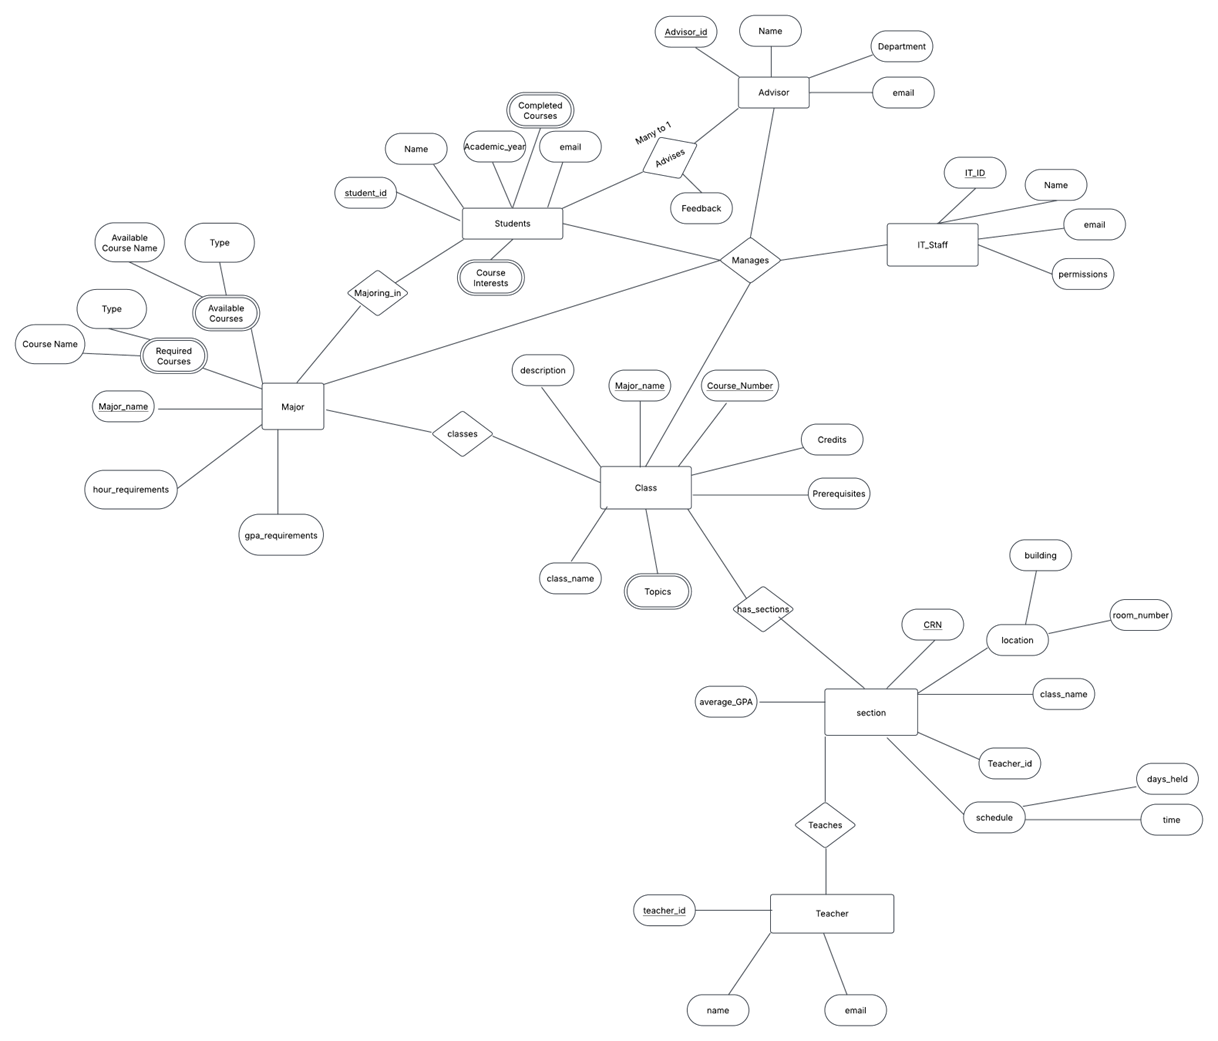 Advisor_id
Name
Department
Advisor
email
Completed
Courses
Many to 1
Name
Academic_year
email
Advises
student_id
IT_ID
Name
Feedback
Students
email
IT_Staff
Available
Course Name
Type
Manages
Course
Interests
permissions
Majoring_in
Type
Available
Courses
Course Name
Required
Courses
description
Major_name
Course_Number
Major_name
Major
classes
Credits
hour_requirements
Class
Prerequisites
gpa_requirements
building
class_name
Topics
has_sections
room_number
CRN
location
average_GPA
class_name
section
Teacher_id
days_held
schedule
time
Teaches
teacher_id
Teacher
name
email